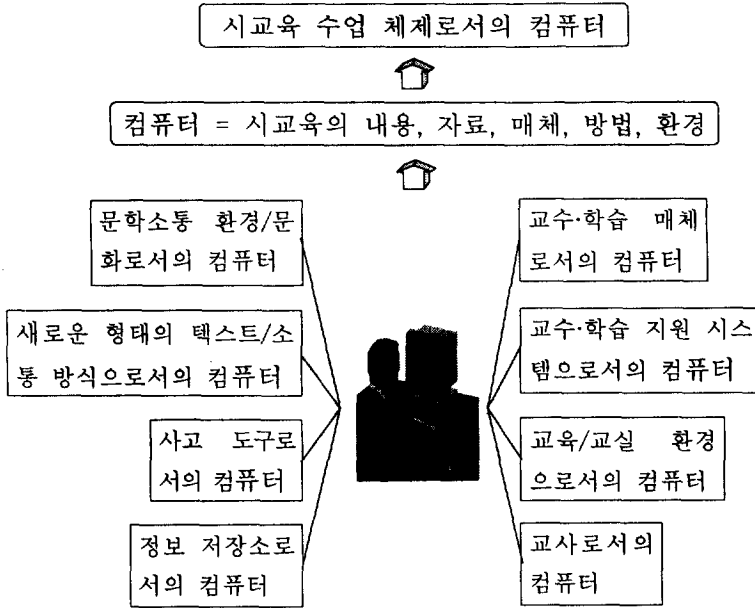 시교육 수업 체제로서의 컴퓨터
컴퓨터 = 시교육의 내용, 자료, 매체, 방법, 환경
문학소통 환경/문
화로서의 컴퓨터
새로운 형태의 텍스트/소
통 방식으로서의 컴퓨터
사고 도구로
서의 컴퓨터
정보 저장소로
서의 컴퓨터
교수·학습 매체
로서의 컴퓨터
교수·학습 지원 시스
템으로서의 컴퓨터
교육/교실 환경
으로서의 컴퓨터
교사로서의
컴퓨터